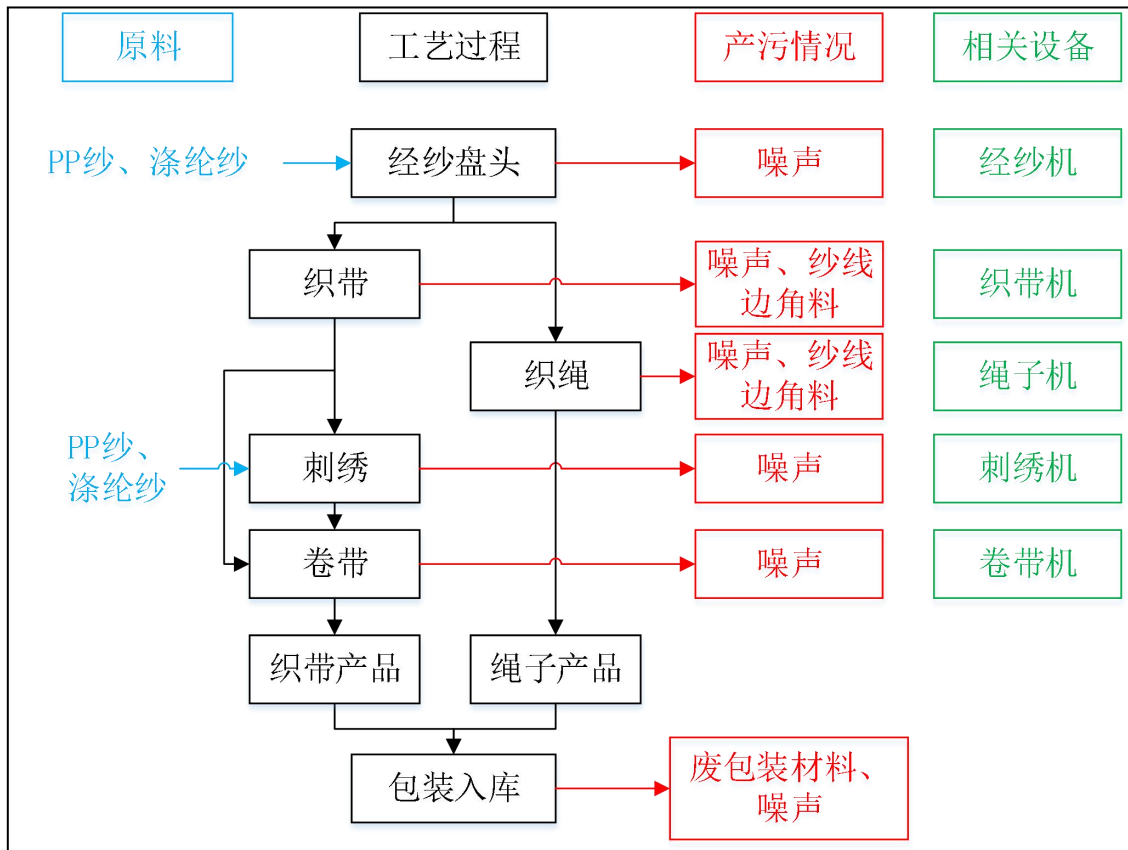 原料
工艺过程
产污情况
相关设备
PP纱、涤纶纱
经纱盘头
噪声
经纱机
织带
噪声、纱线
边角料
织带机
织绳
噪声、纱线
边角料
绳子机
PP纱、
涤纶纱
刺绣
噪声
刺绣机
卷带
噪声
卷带机
织带产品
绳子产品
包装入库
废包装材料、
噪声